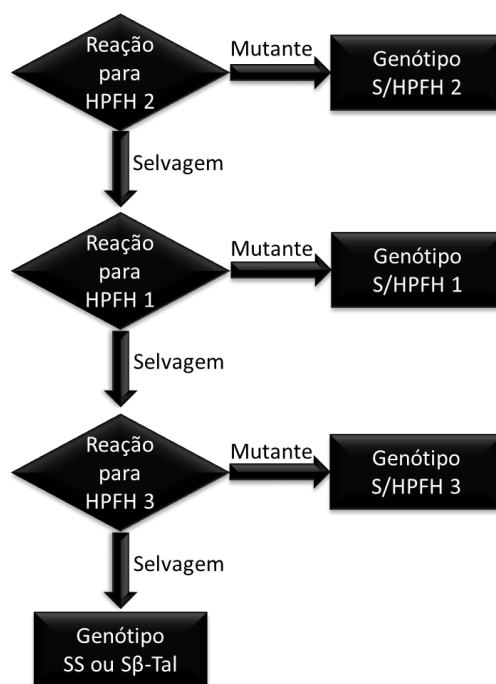 Reação
para
HPFH 2
Mutante
Genótipo
S/HPFH 2
Selvagem
Reação
para
HPFH 1
Mutante
Genótipo
S/HPFH 1
Selvagem
Reação
para
HPFH 3
Mutante
Genótipo
S/HPFH 3
Selvagem
Genótipo
SS ou Sβ-Tal